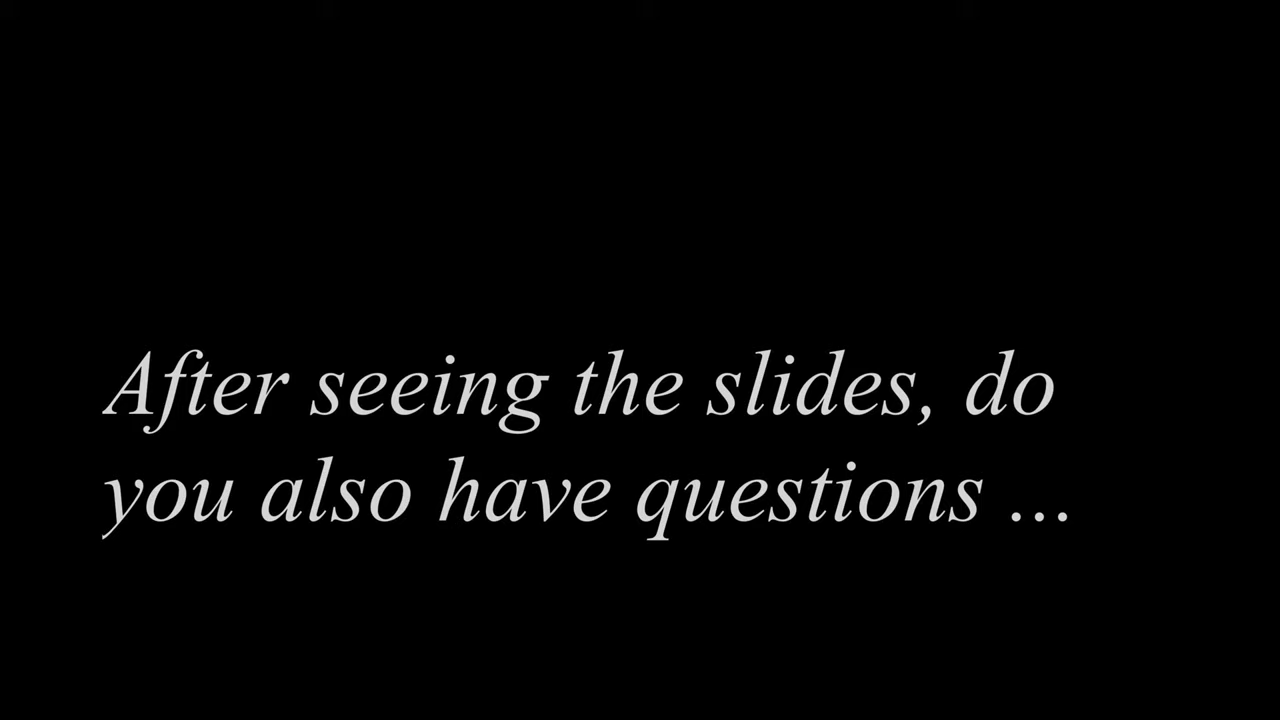 After seeing the slides, do
you also have questions ...